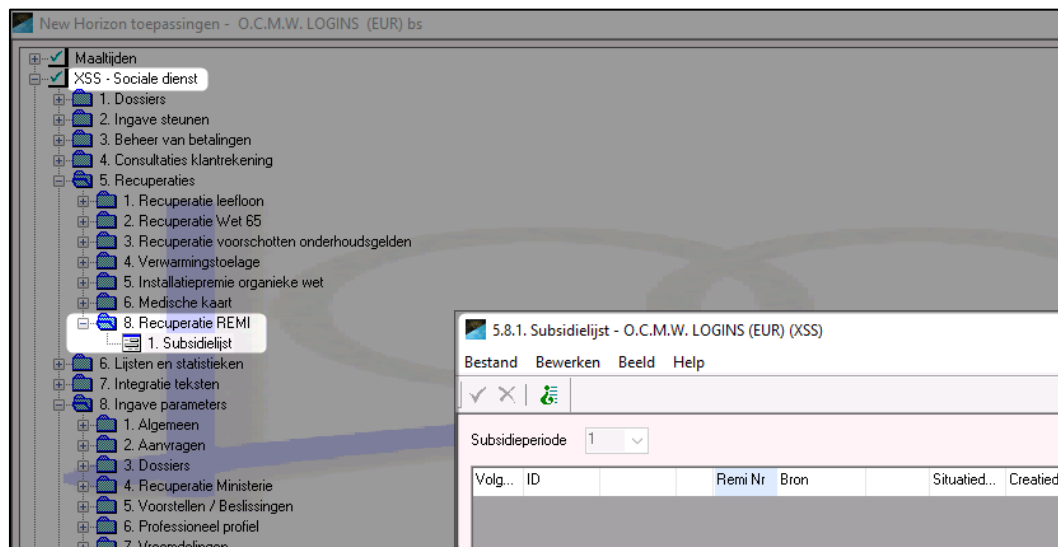 New Horizon toepassingen - O.C.M.W. LOGINS (EUR) bs
Maaltijden
XSS - Sociale dienst
1. Dossiers
2. Ingave steunen
3. Beheer van betalingen
4. Consultaties klantrekening
5. Recuperaties
1. Recuperatie leefloon
2. Recuperatie Wet 65
3. Recuperatie voorschotten onderhoudsgelden
4. Verwarmingstoelage
5. Installatiepremie organieke wet
6. Medische kaart
8. Recuperatie REMI
1. Subsidielijst
6. Lijsten en statistieken
7. Integratie teksten
8. Ingave parameters
1. Algemeen
2. Aanvragen
3. Dossiers
4. Recuperatie Ministerie
5. Voorstellen / Beslissingen
6. Professioneel profiel
7. Vreemdelingen
5.8.1. Subsidielijst - O.C.M.W. LOGINS (EUR) (XSS)
Bestand Bewerken Beeld Help
Subsidieperiode 1
Volg... ID Remi Nr Bron Situatied... Creatied